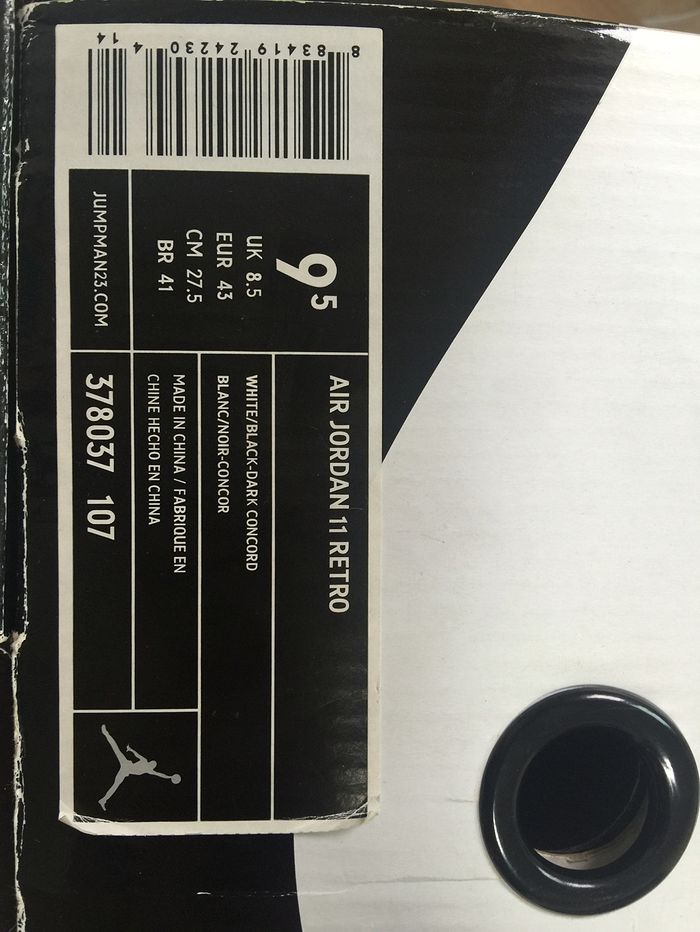 8 83419 24230 4 14
9.5
UK 8.5
EUR 43
CM 27.5
BR 41
JUMPMAN23.COM
AIR JORDAN 11 RETRO
WHITE/BLACK-DARK CONCORD
BLANC/NOIR-CONCOR
MADE IN CHINA / FABRIQUE EN
CHINE HECHO EN CHINA
378037 107